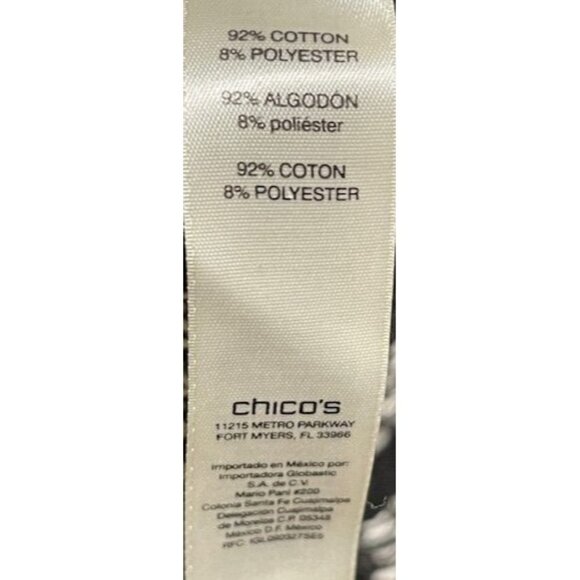 92% COTTON
8% POLYESTER
92% ALGODÓN
8% poliéster
92% COTON
8% POLYESTER
chico's
11215 METRO PARKWAY
FORT MYERS, FL 33966
Importado en México por:
Importadora Globastic
S.A. de C.V.
Mario Pani #200
Colonia Santa Fe Cuajimalpa
Delegación Cuajimalpa
de Morelos C.P. 05348
México D.F. México
RFC: